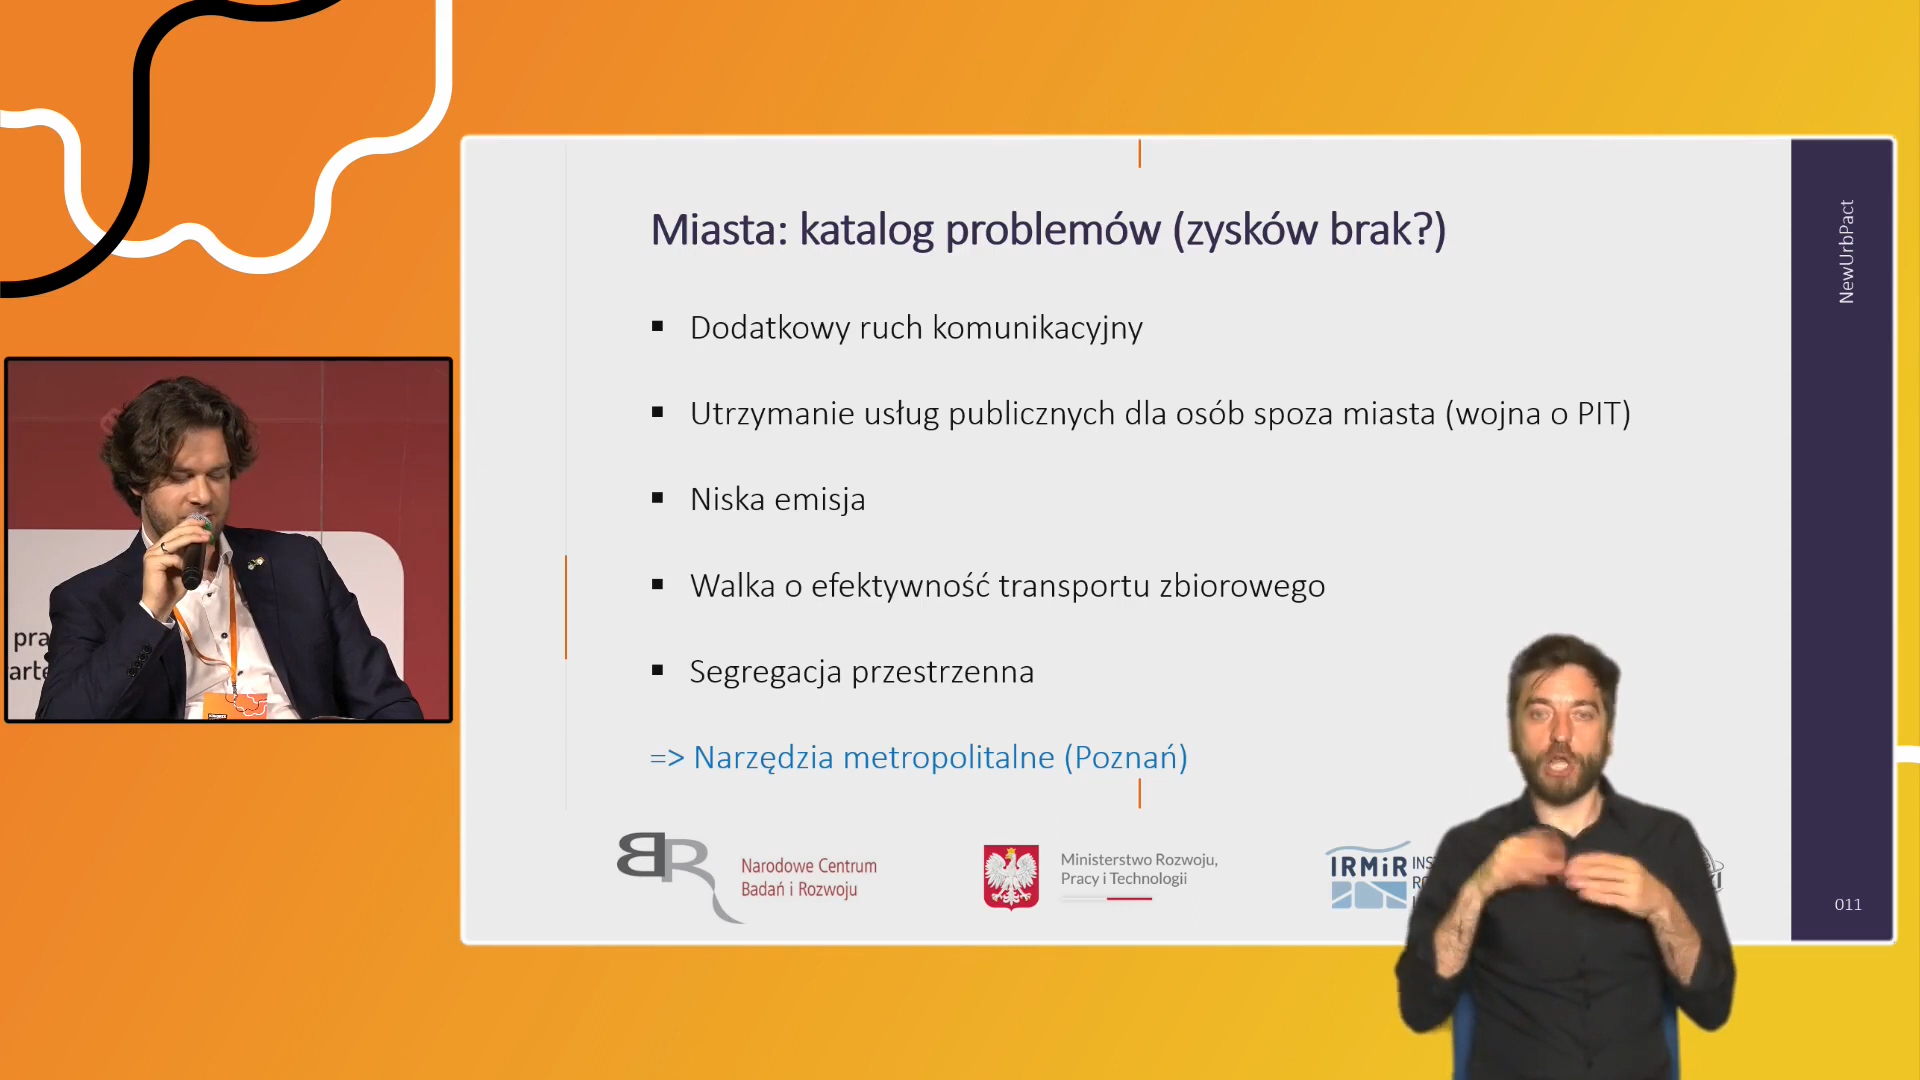 Miasta: katalog problemów (zysków brak?)
Dodatkowy ruch komunikacyjny
Utrzymanie usług publicznych dla osób spoza miasta (wojna o PIT)
Niska emisja
Walka o efektywność transportu zbiorowego
Segregacja przestrzenna
=> Narzędzia metropolitalne (Poznań)
NewUrbPact
011
BR
Narodowe Centrum
Badań i Rozwoju
Ministerstwo Rozwoju,
Pracy i Technologii
IRMiR